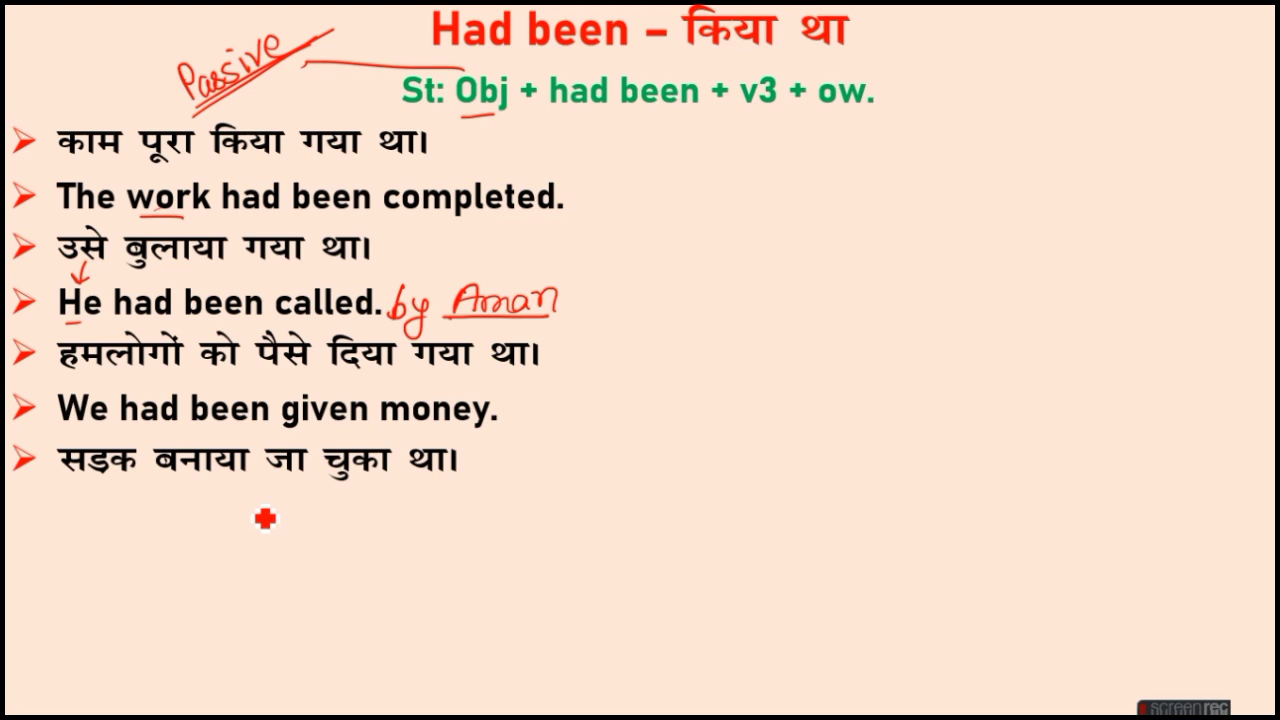 Had been – किया था
Passive
St: Obj + had been + v3 + ow.
काम पूरा किया गया था।
The work had been completed.
उसे बुलाया गया था।
He had been called. by Aman
हमलोगों को पैसे दिया गया था।
We had been given money.
सड़क बनाया जा चुका था।
screenrec